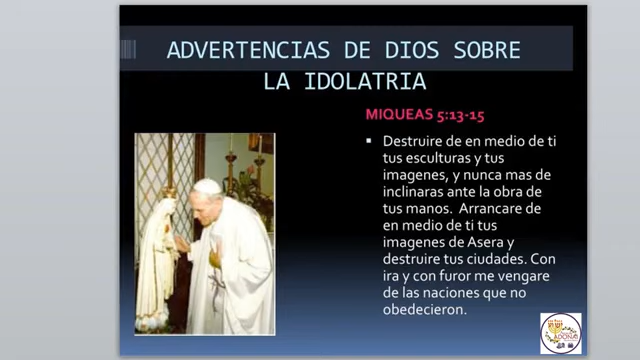 ADVERTENCIAS DE DIOS SOBRE
LA IDOLATRIA
MIQUEAS 5:13-15
Destruire de en medio de ti
tus esculturas y tus
imagenes, y nunca mas de
inclinaras ante la obra de
tus manos. Arrancare de
en medio de ti tus
imagenes de Asera y
destruire tus ciudades. Con
ira y con furor me vengare
de las naciones que no
obedecieron.